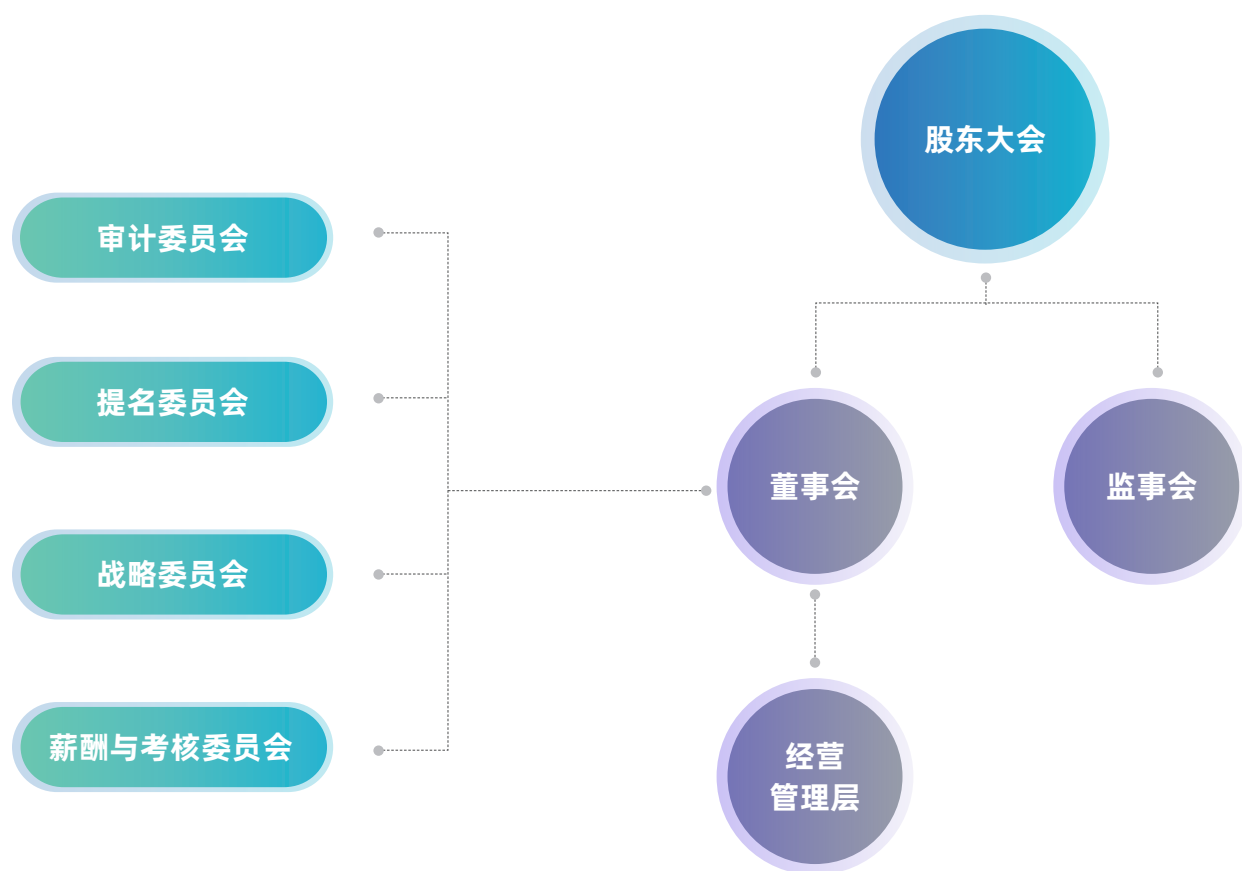 股东大会
审计委员会
提名委员会
战略委员会
薪酬与考核委员会
董事会
监事会
经营
管理层